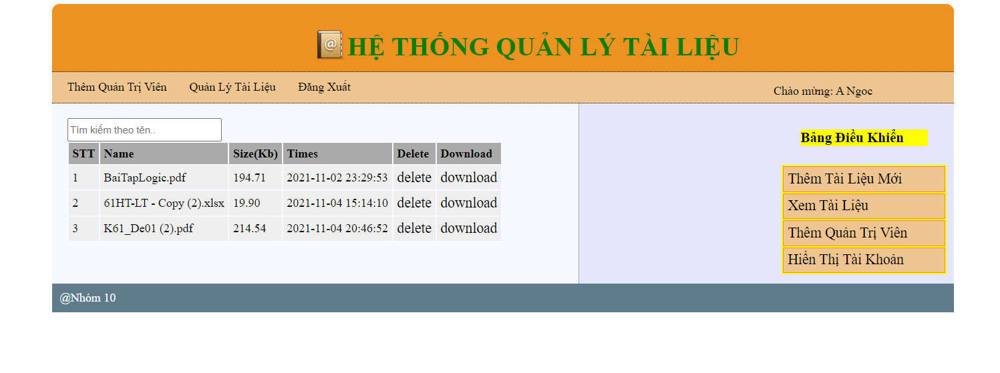 HỆ THỐNG QUẢN LÝ TÀI LIỆU
Thêm Quản Trị Viên Quản Lý Tài Liệu Đăng Xuất Chào mừng: A Ngoc
Tìm kiếm theo tên..
STT Name Size(Kb) Times Delete Download
1 BaiTapLogic.pdf 194.71 2021-11-02 23:29:53 delete download
2 61HT-LT - Copy (2).xlsx 19.90 2021-11-04 15:14:10 delete download
3 K61_De01 (2).pdf 214.54 2021-11-04 20:46:52 delete download
Bảng Điều Khiển
Thêm Tài Liệu Mới
Xem Tài Liệu
Thêm Quản Trị Viên
Hiển Thị Tài Khoản
@Nhóm 10